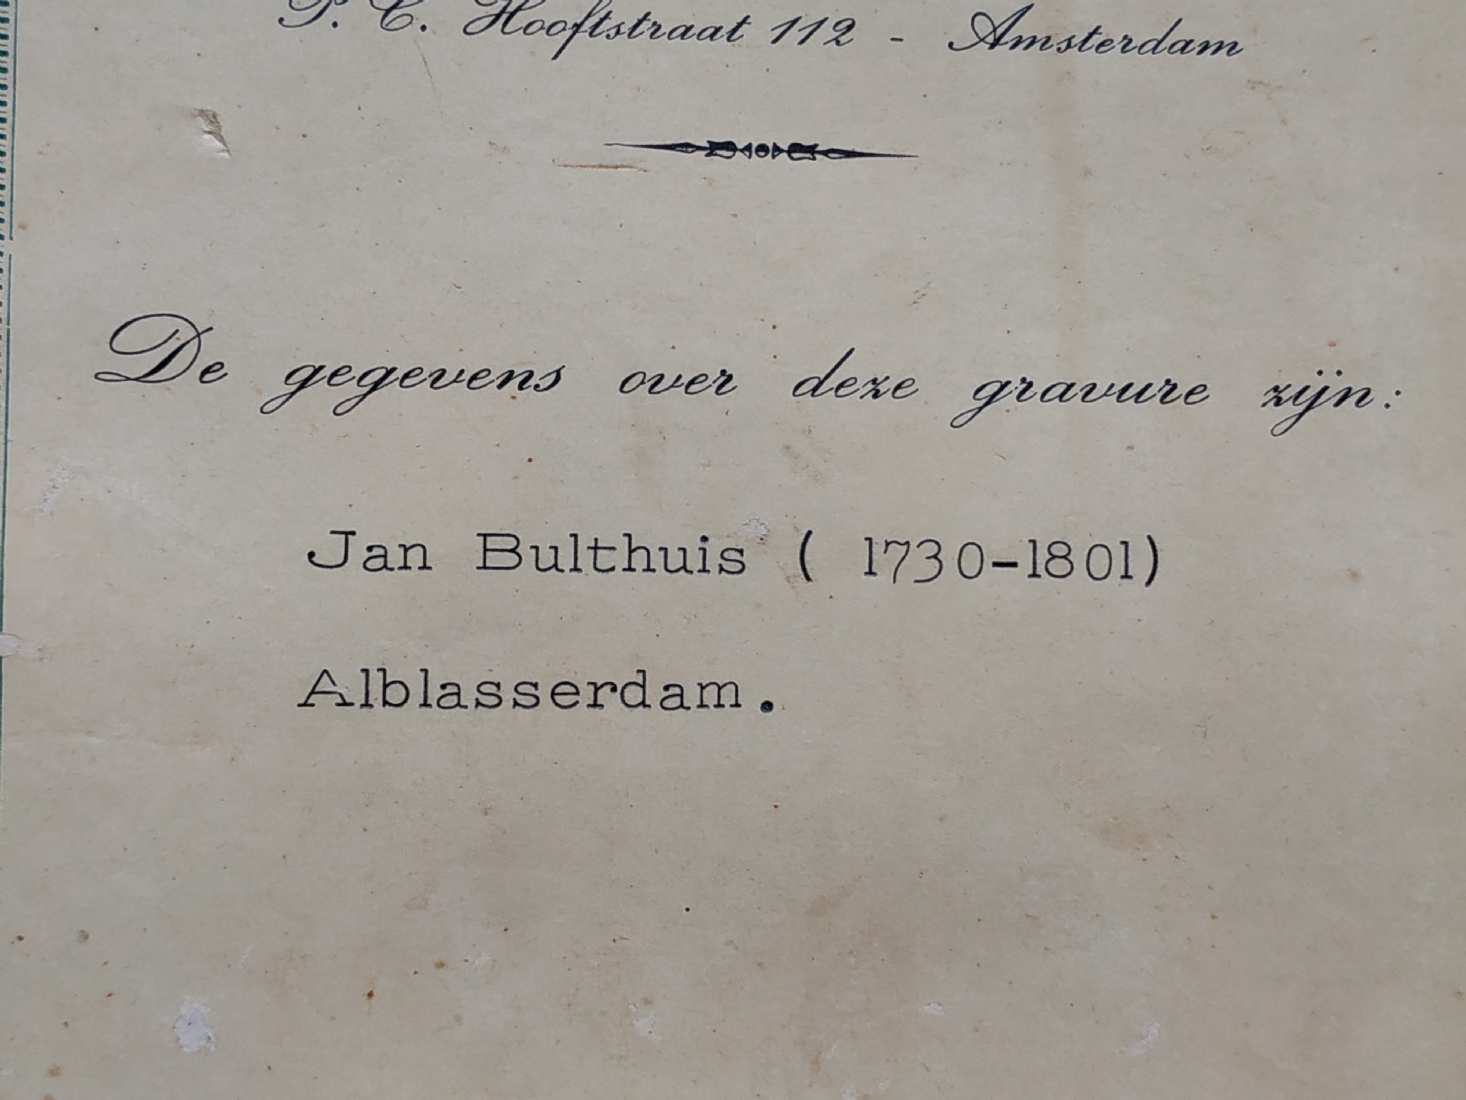 P. C. Hooftstraat 112 - Amsterdam
De gegevens over deze gravure zijn:
Jan Bulthuis ( 1730-1801)
Alblasserdam.